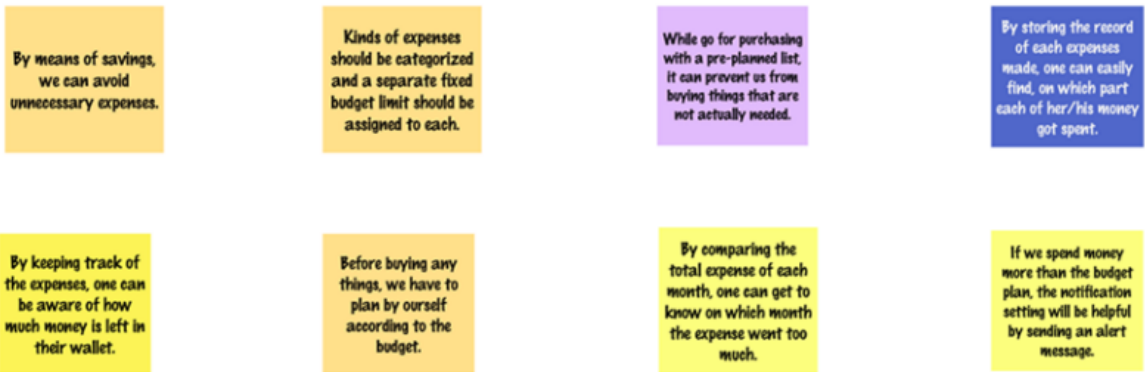 By means of savings,
we can avoid
unnecessary expenses.
Kinds of expenses
should be categorized
and a separate fixed
budget limit should be
assigned to each.
While go for purchasing
with a pre-planned list,
it can prevent us from
buying things that are
not actually needed.
By storing the record
of each expenses
made, one can easily
find, on which part
each of her/his money
got spent.
By keeping track of
the expenses, one can
be aware of how
much money is left in
their wallet.
Before buying any
things, we have to
plan by ourself
according to the
budget.
By comparing the
total expense of each
month, one can get to
know on which month
the expense went too
much.
If we spend money
more than the budget
plan, the notification
setting will be helpful
by sending an alert
message.